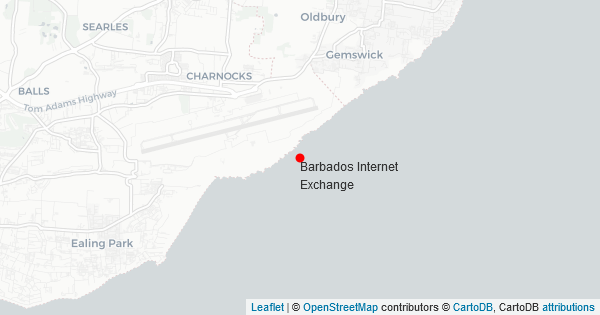 Oldbury
SEARLES
Gemswick
CHARNOCKS
BALLS
Tom Adams Highway
Barbados Internet
Exchange
Ealing Park
Leaflet | © OpenStreetMap contributors © CartoDB, CartoDB attributions